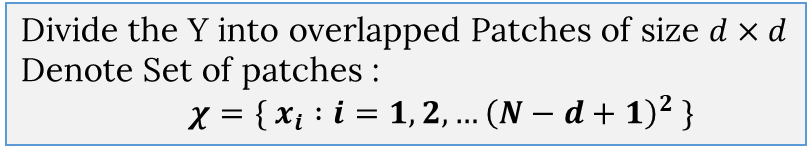 Divide the Y into overlapped Patches of size d × d
Denote Set of patches :
χ = { xᵢ : i = 1, 2, … (N − d + 1)² }